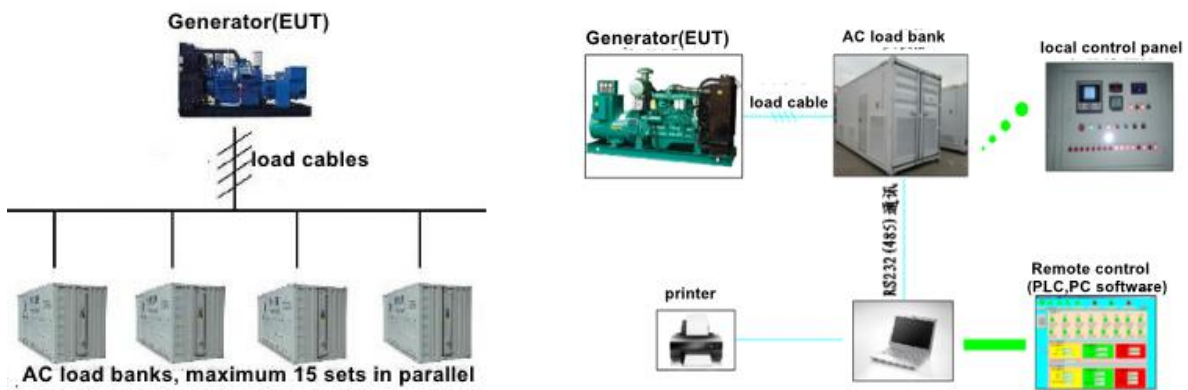 Generator(EUT)
load cables
AC load banks, maximum 15 sets in parallel
Generator(EUT)
AC load bank
local control panel
load cable
RS232(485)通讯
printer
Remote control
(PLC,PC software)